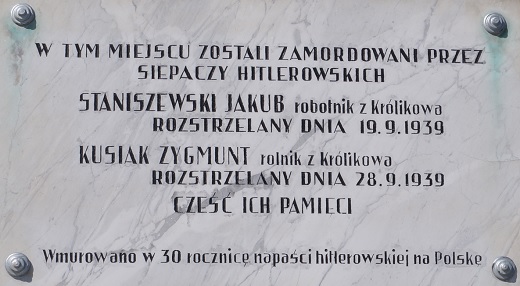 W TYM MIEJSCU ZOSTALI ZAMORDOWANI PRZEZ
SIEPACZY HITLEROWSKICH
STANISZEWSKI JAKUB robotnik z Królikowa
ROZSTRZELANY DNIA 19.9.1939
KUSIAK ZYGMUNT rolnik z Królikowa
ROZSTRZELANY DNIA 28.9.1939
CZEŚĆ ICH PAMIECI
Wmurowano w 30 rocznicę napaści hitlerowskiej na Polskę